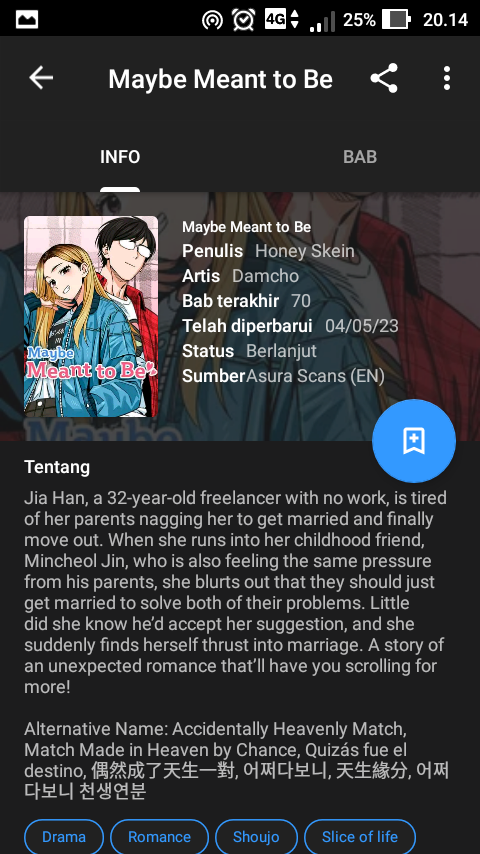 4G 25% 20.14
Maybe Meant to Be
INFO BAB
Maybe Meant to Be
Penulis Honey Skein
Artis Damcho
Bab terakhir 70
Telah diperbarui 04/05/23
Status Berlanjut
SumberAsura Scans (EN)
Maybe
Meant to Be
Maybe
Tentang
Jia Han, a 32-year-old freelancer with no work, is tired
of her parents nagging her to get married and finally
move out. When she runs into her childhood friend,
Mincheol Jin, who is also feeling the same pressure
from his parents, she blurts out that they should just
get married to solve both of their problems. Little
did she know he’d accept her suggestion, and she
suddenly finds herself thrust into marriage. A story of
an unexpected romance that’ll have you scrolling for
more!
Alternative Name: Accidentally Heavenly Match,
Match Made in Heaven by Chance, Quizás fue el
destino, 偶然成了天生一對, 어쩌다보니, 天生緣分, 어쩌
다보니 천생연분
Drama Romance Shoujo Slice of life